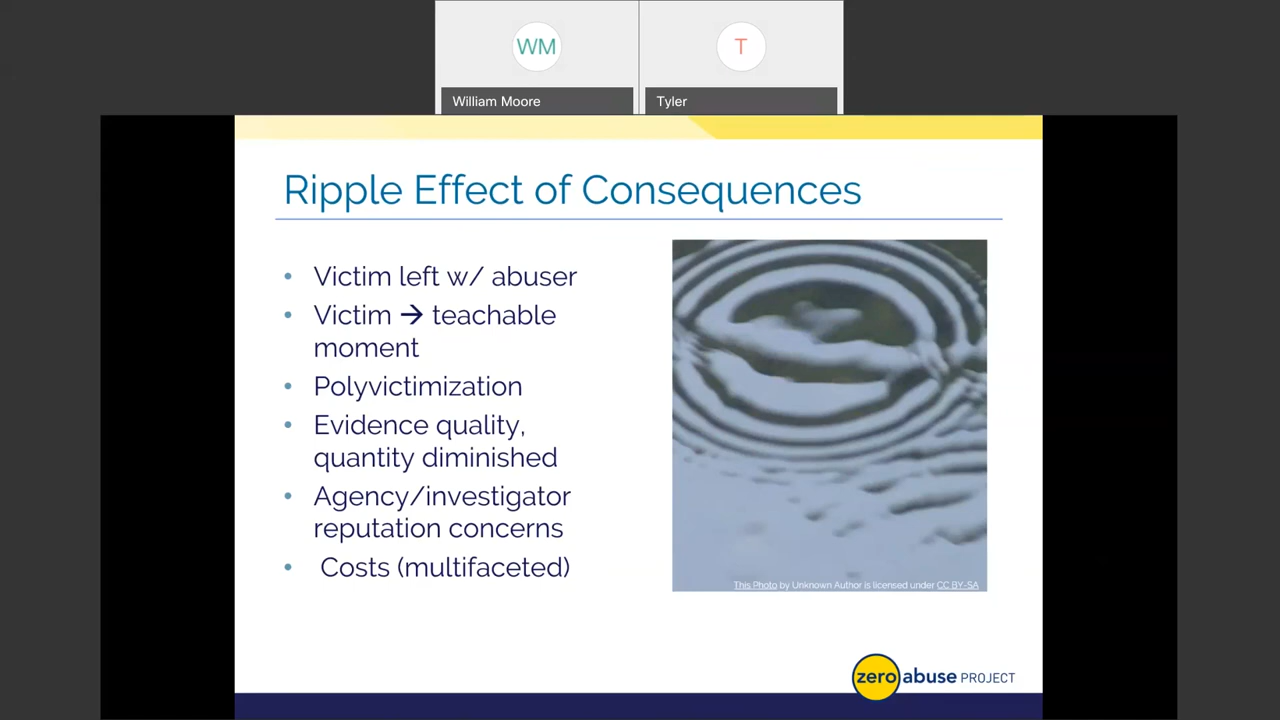 WM
T
William Moore
Tyler
Ripple Effect of Consequences
• Victim left w/ abuser
• Victim → teachable
moment
• Polyvictimization
• Evidence quality,
quantity diminished
• Agency/investigator
reputation concerns
• Costs (multifaceted)
This Photo by Unknown Author is licensed under CC BY-SA
zero abuse PROJECT